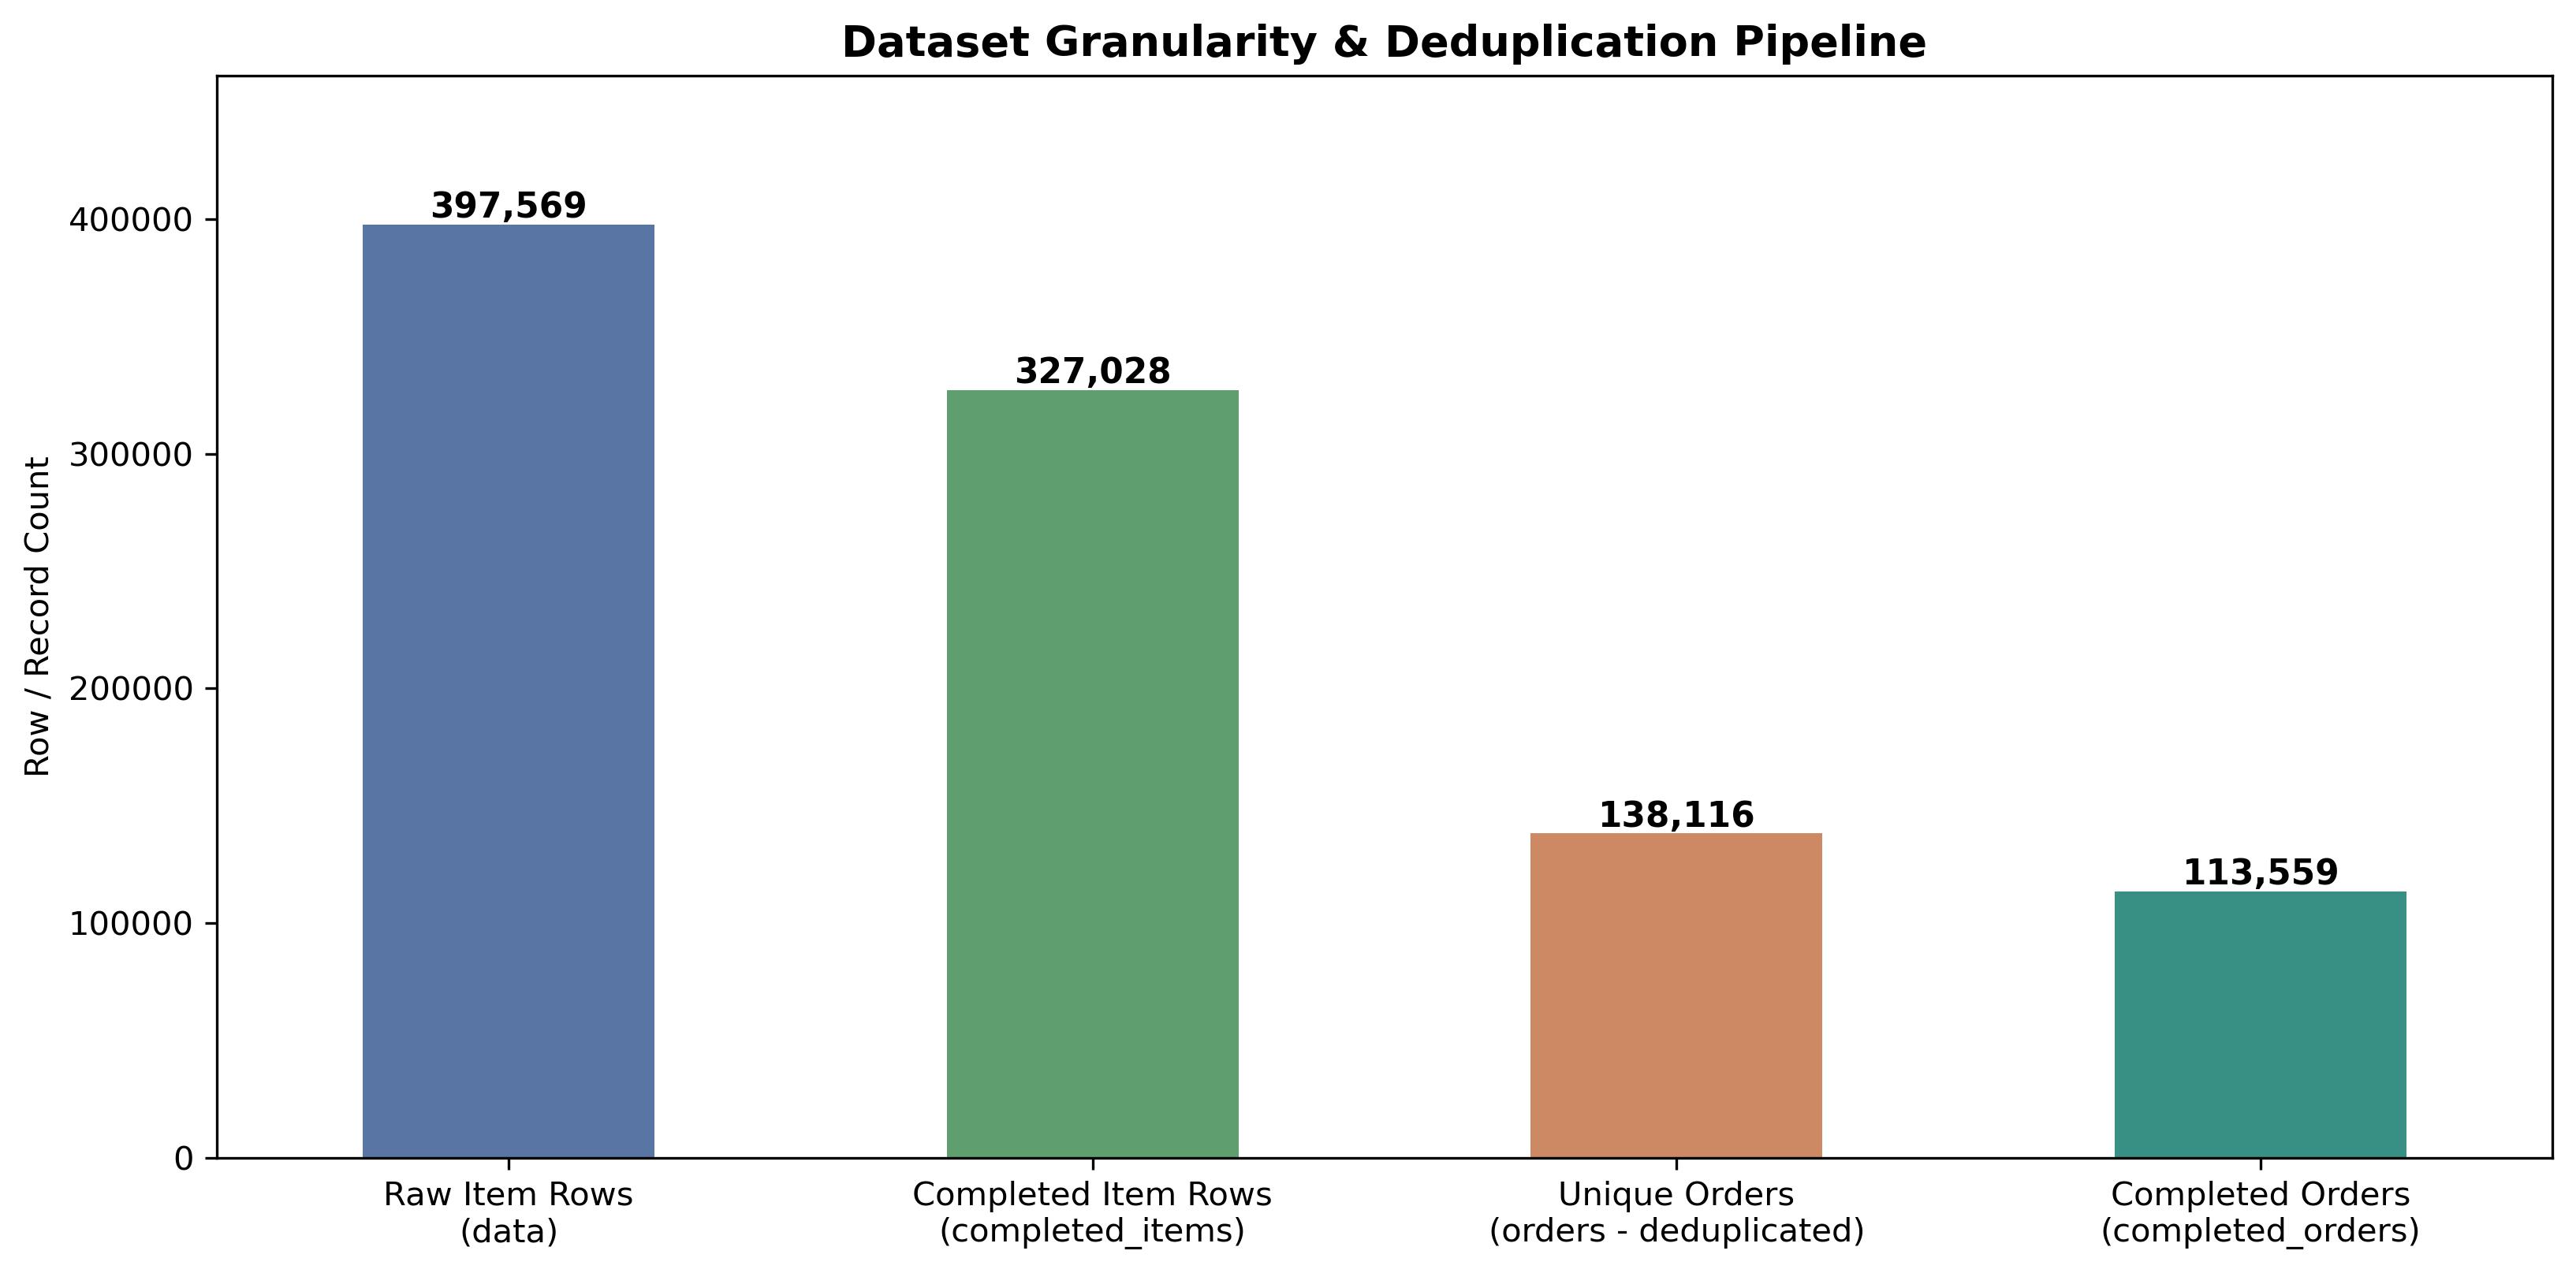 Dataset Granularity & Deduplication Pipeline
Row / Record Count
400000
300000
200000
100000
0
397,569
327,028
138,116
113,559
Raw Item Rows
(data)
Completed Item Rows
(completed_items)
Unique Orders
(orders - deduplicated)
Completed Orders
(completed_orders)